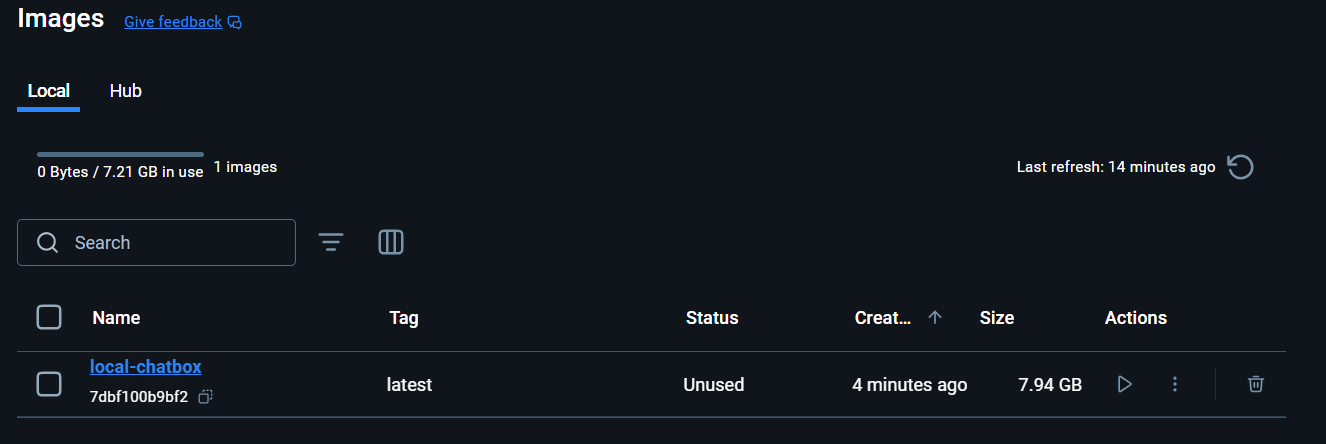 Images Give feedback
Local Hub
0 Bytes / 7.21 GB in use 1 images Last refresh: 14 minutes ago
Search
Name Tag Status Creat... Size Actions
local-chatbox
latest Unused 4 minutes ago 7.94 GB
7dbf100b9bf2